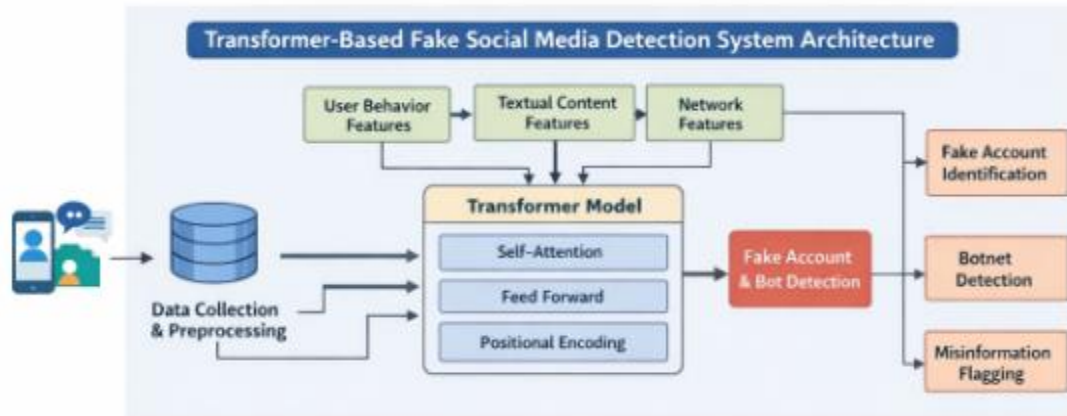 Transformer-Based Fake Social Media Detection System Architecture
User Behavior
Features
Textual Content
Features
Network
Features
Fake Account
Identification
Transformer Model
Self-Attention
Fake Account
& Bot Detection
Botnet
Detection
Feed Forward
Data Collection
& Preprocessing
Positional Encoding
Misinformation
Flagging